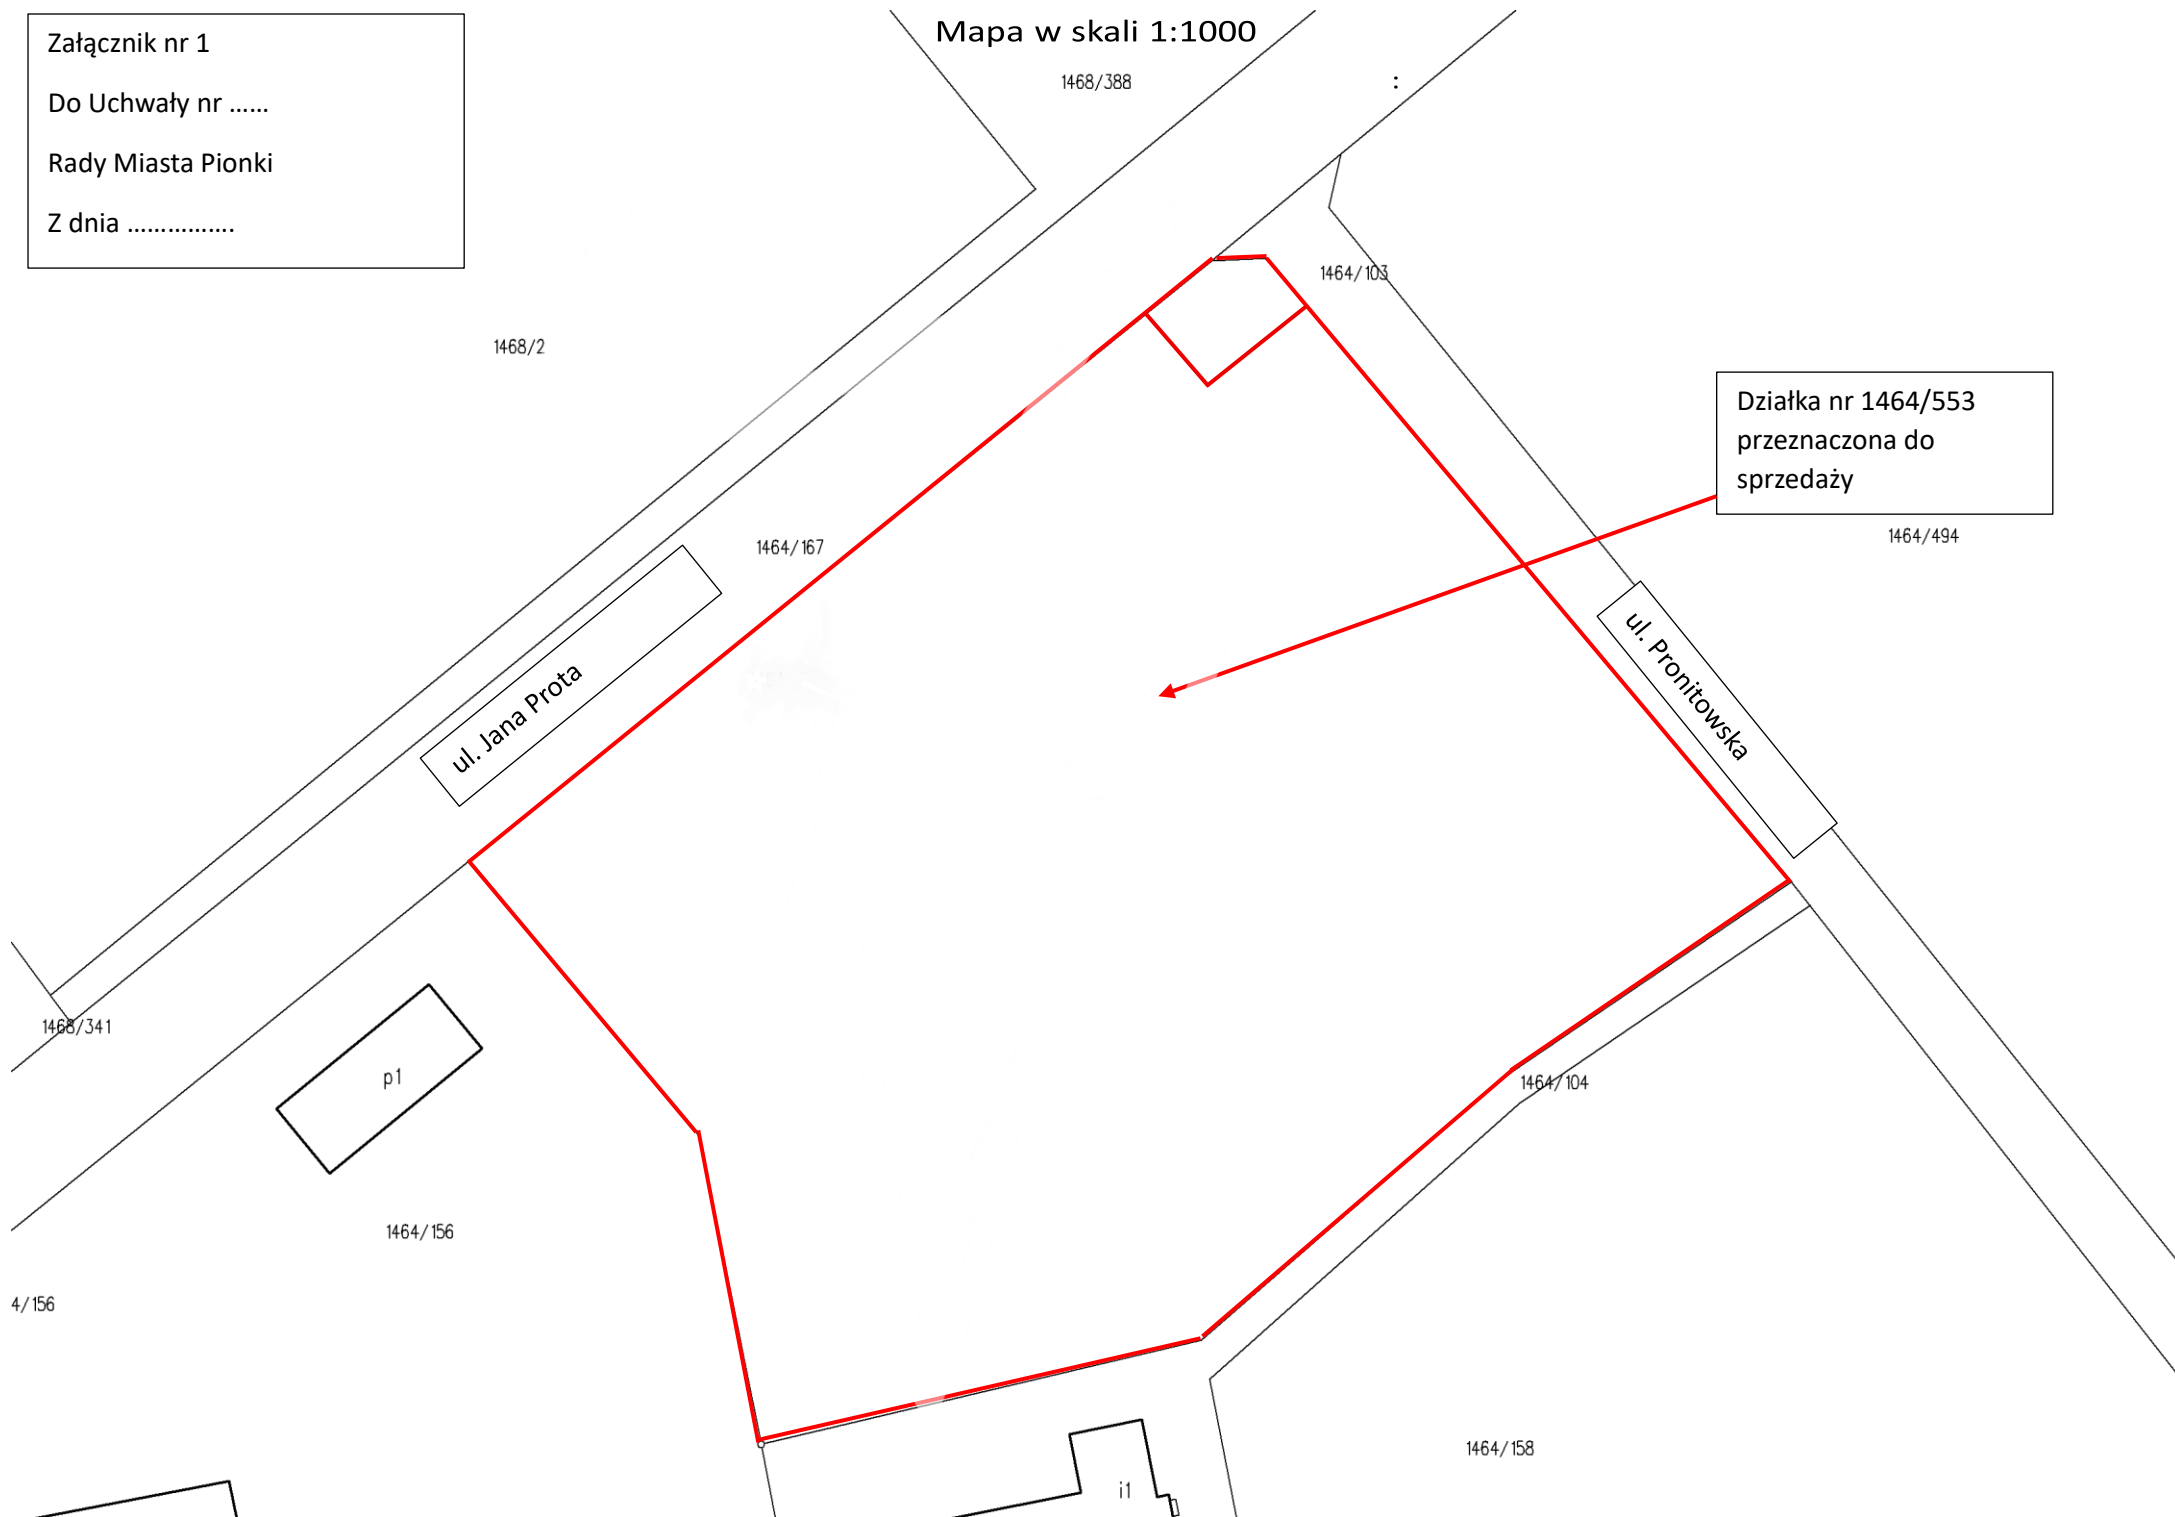 Załącznik nr 1
Do Uchwały nr ......
Rady Miasta Pionki
Z dnia ...............
Mapa w skali 1:1000
1468/388
:
1464/103
1468/2
Działka nr 1464/553
przeznaczona do
sprzedaży
1464/494
1464/167
ul. Jana Prota
ul. Pronitowska
1468/341
p1
1464/104
1464/156
4/156
1464/158
i1